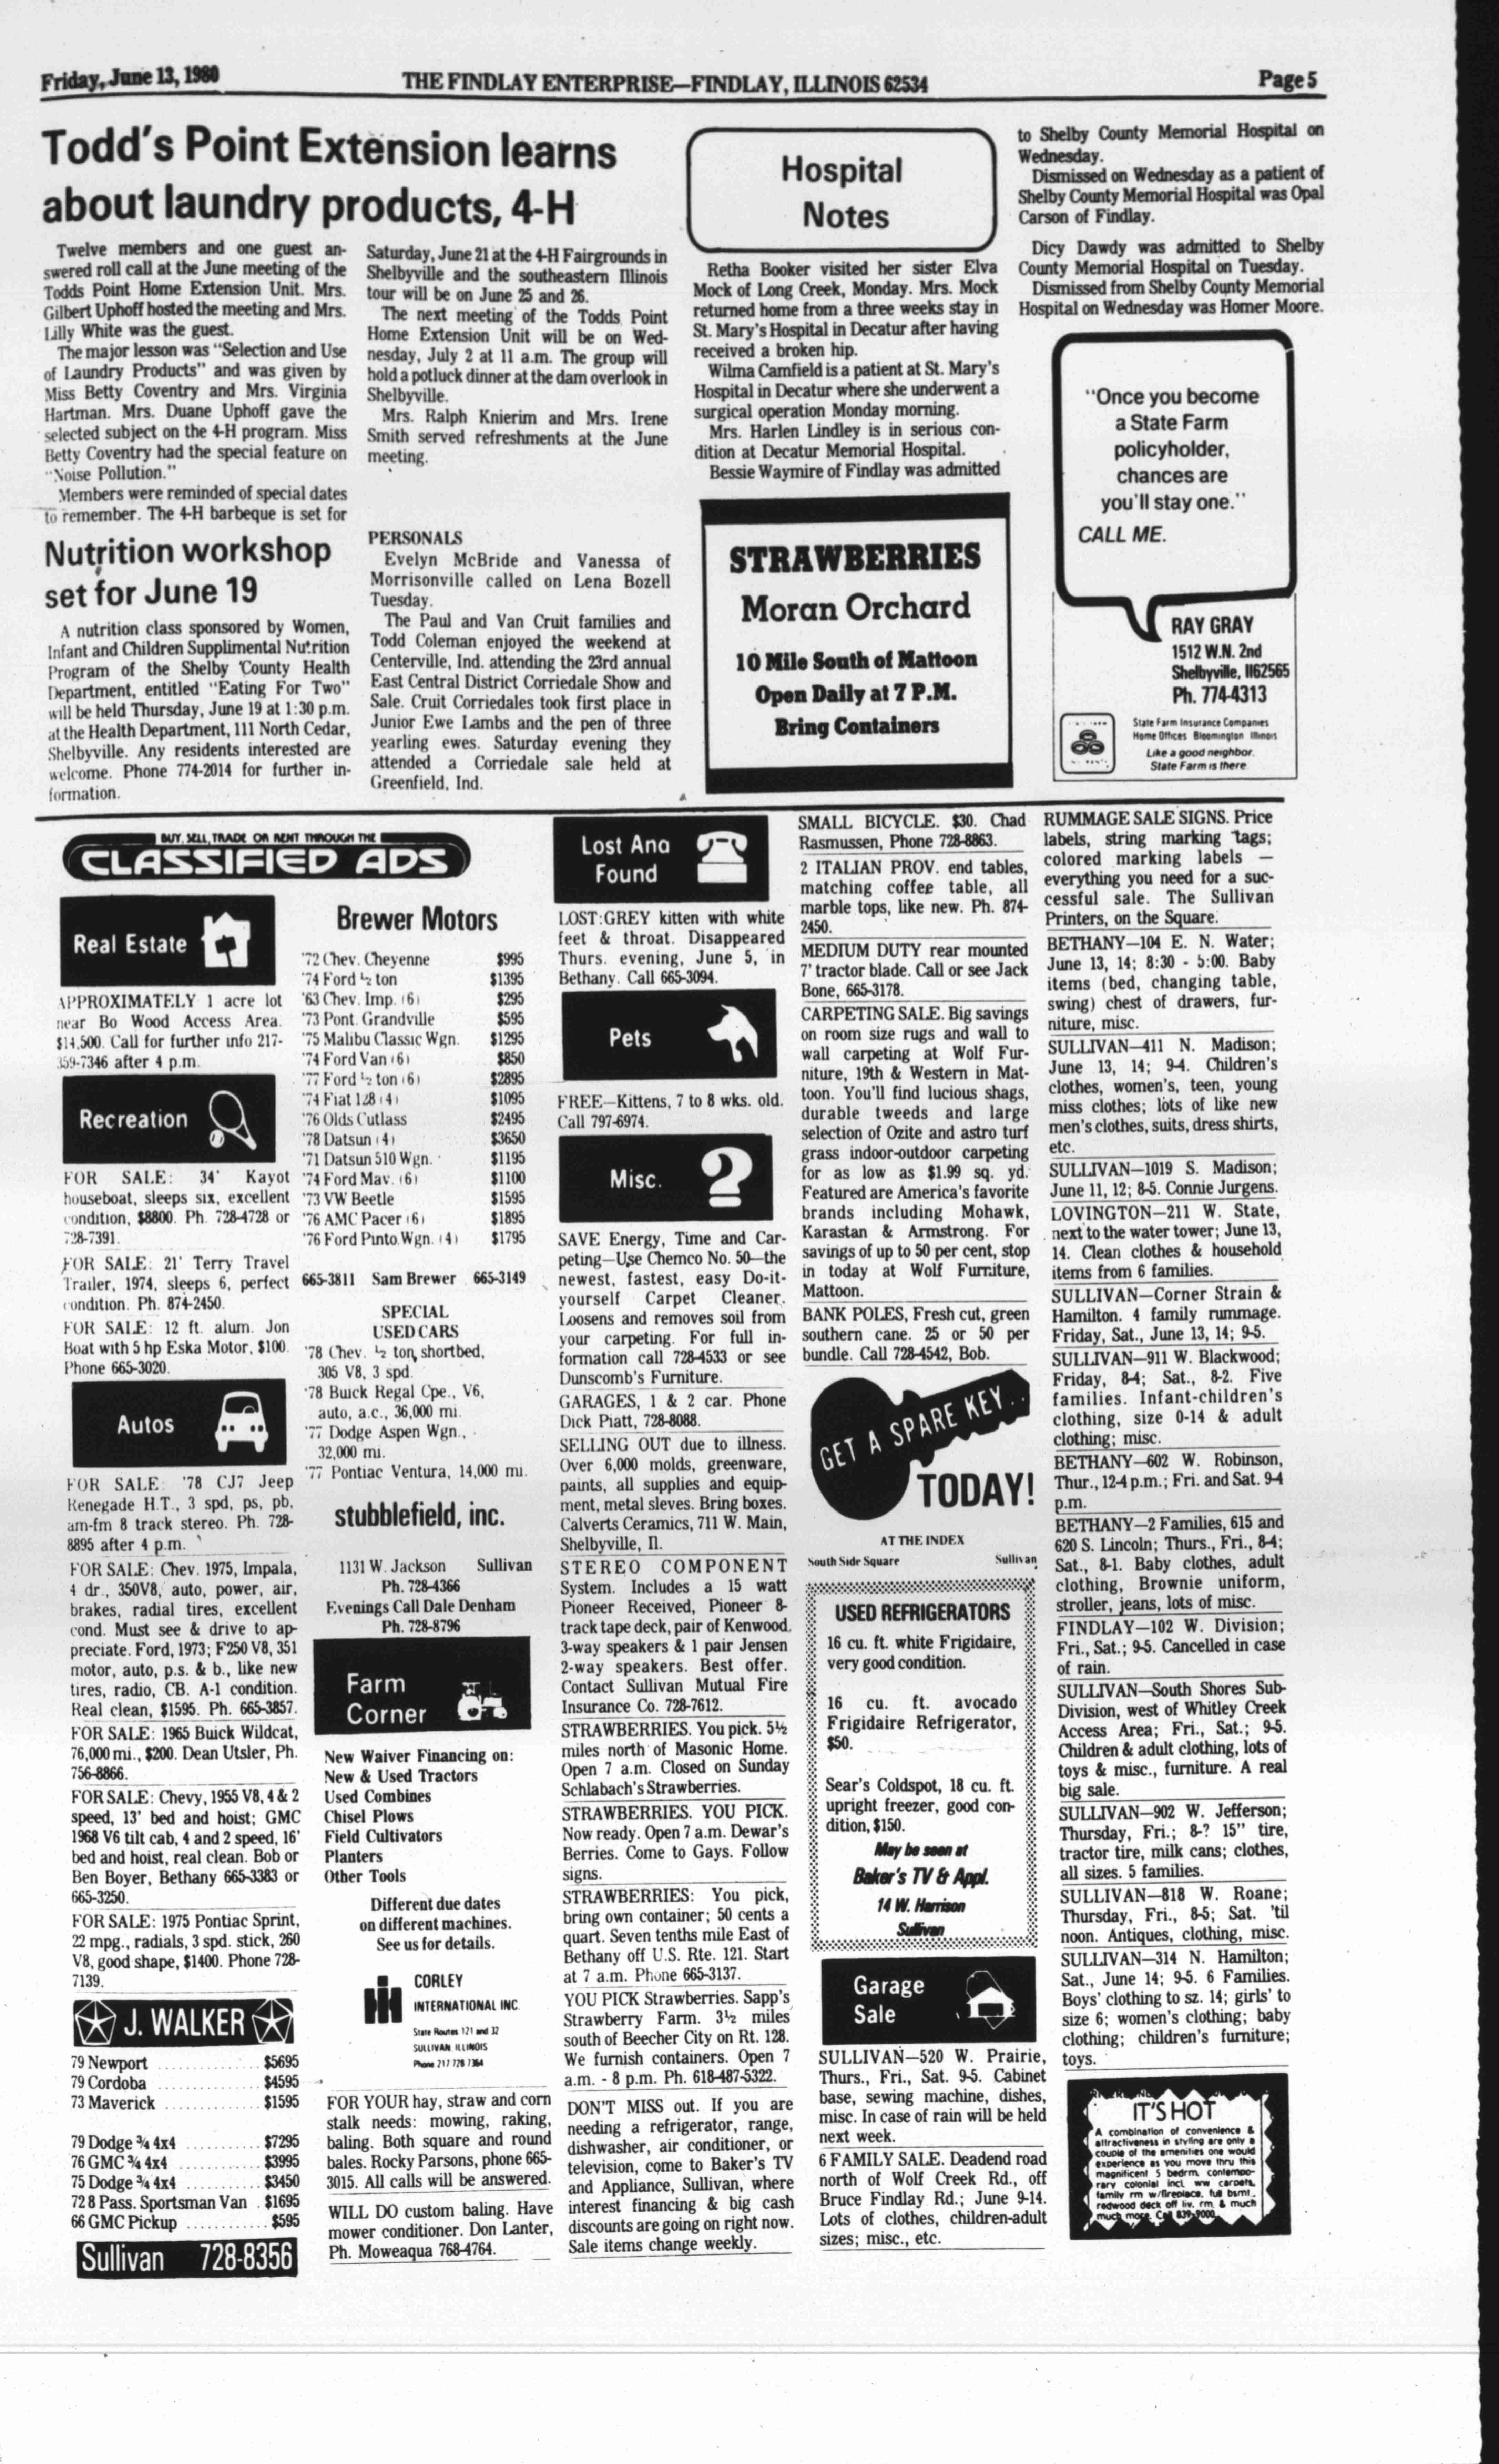 Friday, June 13, 1980
THE FINDLAY ENTERPRISE—FINDLAY, ILLINOIS 62534
Page 5
Todd's Point Extension learns
about laundry products, 4-H
Twelve members and one guest an-
swered roll call at the June meeting of the
Todds Point Home Extension Unit. Mrs.
Gilbert Uphoff hosted the meeting and Mrs.
Lilly White was the guest.
The major lesson was "Selection and Use
of Laundry Products" and was given by
Miss Betty Coventry and Mrs. Virginia
Hartman. Mrs. Duane Uphoff gave the
selected subject on the 4-H program. Miss
Betty Coventry had the special feature on
"Noise Pollution."
Members were reminded of special dates
to remember. The 4-H barbeque is set for
Saturday, June 21 at the 4-H Fairgrounds in
Shelbyville and the southeastern Illinois
tour will be on June 25 and 26.
The next meeting of the Todds Point
Home Extension Unit will be on Wed-
nesday, July 2 at 11 a.m. The group will
hold a potluck dinner at the dam overlook in
Shelbyville.
Mrs. Ralph Knierim and Mrs. Irene
Smith served refreshments at the June
meeting.
Nutrition workshop
set for June 19
A nutrition class sponsored by Women,
Infant and Children Supplimental Nutrition
Program of the Shelby County Health
Department, entitled "Eating For Two"
will be held Thursday, June 19 at 1:30 p.m.
at the Health Department, 111 North Cedar,
Shelbyville. Any residents interested are
welcome. Phone 774-2014 for further in-
formation.
PERSONALS
Evelyn McBride and Vanessa of
Morrisonville called on Lena Bozell
Tuesday.
The Paul and Van Cruit families and
Todd Coleman enjoyed the weekend at
Centerville, Ind. attending the 23rd annual
East Central District Corriedale Show and
Sale. Cruit Corriedales took first place in
Junior Ewe Lambs and the pen of three
yearling ewes. Saturday evening they
attended a Corriedale sale held at
Greenfield, Ind.
Hospital
Notes
Retha Booker visited her sister Elva
Mock of Long Creek, Monday. Mrs. Mock
returned home from a three weeks stay in
St. Mary's Hospital in Decatur after having
received a broken hip.
Wilma Camfield is a patient at St. Mary's
Hospital in Decatur where she underwent a
surgical operation Monday morning.
Mrs. Harlen Lindley is in serious con-
dition at Decatur Memorial Hospital.
Bessie Waymire of Findlay was admitted
to Shelby County Memorial Hospital on
Wednesday.
Dismissed on Wednesday as a patient of
Shelby County Memorial Hospital was Opal
Carson of Findlay.
Dicy Dawdy was admitted to Shelby
County Memorial Hospital on Tuesday.
Dismissed from Shelby County Memorial
Hospital on Wednesday was Homer Moore.
STRAWBERRIES
Moran Orchard
10 Mile South of Mattoon
Open Daily at 7 P.M.
Bring Containers
"Once you become
a State Farm
policyholder,
chances are
you'll stay one."
CALL ME.
RAY GRAY
1512 W.N. 2nd
Shelbyville, Il 62565
Ph. 774-4313
State Farm Insurance Companies
Home Offices Bloomington Illinois
Like a good neighbor,
State Farm is there
BUY, SELL, TRADE OR RENT THROUGH THE
CLASSIFIED ADS
Real Estate
APPROXIMATELY 1 acre lot
near Bo Wood Access Area.
$14,500. Call for further info 217-
359-7346 after 4 p.m.
Recreation
FOR SALE: 34' Kayot
houseboat, sleeps six, excellent
condition, $8800. Ph. 728-4728 or
728-7391.
FOR SALE: 21' Terry Travel
Trailer, 1974, sleeps 6, perfect
condition. Ph. 874-2450.
FOR SALE: 12 ft. alum. Jon
Boat with 5 hp Eska Motor, $100.
Phone 665-3020.
Autos
FOR SALE: '78 CJ7 Jeep
Renegade H.T., 3 spd, ps, pb,
am-fm 8 track stereo. Ph. 728-
8895 after 4 p.m.
FOR SALE: Chev. 1975, Impala,
4 dr., 350V8, auto, power, air,
brakes, radial tires, excellent
cond. Must see & drive to ap-
preciate. Ford, 1973; F250 V8, 351
motor, auto, p.s. & b., like new
tires, radio, CB. A-1 condition.
Real clean, $1595. Ph. 665-3857.
FOR SALE: 1965 Buick Wildcat,
76,000 mi., $200. Dean Utsler, Ph.
756-8866.
FOR SALE: Chevy, 1955 V8, 4 & 2
speed, 13' bed and hoist; GMC
1968 V6 tilt cab, 4 and 2 speed, 16'
bed and hoist, real clean. Bob or
Ben Boyer, Bethany 665-3383 or
665-3250.
FOR SALE: 1975 Pontiac Sprint,
22 mpg., radials, 3 spd. stick, 260
V8, good shape, $1400. Phone 728-
7139.
J. WALKER
79 Newport $5695
79 Cordoba $4595
73 Maverick $1595
79 Dodge ¾ 4x4 $7295
76 GMC ¾ 4x4 $3995
75 Dodge ¾ 4x4 $3450
72 8 Pass. Sportsman Van $1695
66 GMC Pickup $595
Sullivan 728-8356
Brewer Motors
'72 Chev. Cheyenne $995
'74 Ford ½ ton $1395
'63 Chev. Imp. (6) $295
'73 Pont. Grandville $595
'75 Malibu Classic Wgn. $1295
'74 Ford Van (6) $850
'77 Ford ½ ton (6) $2895
'74 Fiat 128 (4) $1095
'76 Olds Cutlass $2495
'78 Datsun (4) $3650
'71 Datsun 510 Wgn. $1195
'74 Ford Mav. (6) $1100
'73 VW Beetle $1595
'76 AMC Pacer (6) $1895
'76 Ford Pinto Wgn. (4) $1795
665-3811 Sam Brewer 665-3149
SPECIAL
USED CARS
'78 Chev. ½ ton, shortbed,
305 V8, 3 spd.
'78 Buick Regal Cpe., V6,
auto, a.c., 36,000 mi.
'77 Dodge Aspen Wgn.,
32,000 mi.
'77 Pontiac Ventura, 14,000 mi.
stubblefield, inc.
1131 W. Jackson Sullivan
Ph. 728-4366
Evenings Call Dale Denham
Ph. 728-8796
Farm
Corner
New Waiver Financing on:
New & Used Tractors
Used Combines
Chisel Plows
Field Cultivators
Planters
Other Tools
Different due dates
on different machines.
See us for details.
CORLEY
INTERNATIONAL INC
State Routes 121 and 32
SULLIVAN ILLINOIS
Phone 217 728 7364
FOR YOUR hay, straw and corn
stalk needs: mowing, raking,
baling. Both square and round
bales. Rocky Parsons, phone 665-
3015. All calls will be answered.
WILL DO custom baling. Have
mower conditioner. Don Lanter,
Ph. Moweaqua 768-4764.
Lost And
Found
LOST: GREY kitten with white
feet & throat. Disappeared
Thurs. evening, June 5, in
Bethany. Call 665-3094.
Pets
FREE—Kittens, 7 to 8 wks. old.
Call 797-6974.
Misc.
SAVE Energy, Time and Car-
peting—Use Chemco No. 50—the
newest, fastest, easy Do-it-
yourself Carpet Cleaner.
Loosens and removes soil from
your carpeting. For full in-
formation call 728-4533 or see
Dunscomb's Furniture.
GARAGES, 1 & 2 car. Phone
Dick Piatt, 728-8088.
SELLING OUT due to illness.
Over 6,000 molds, greenware,
paints, all supplies and equip-
ment, metal sleves. Bring boxes.
Calverts Ceramics, 711 W. Main,
Shelbyville, Il.
STEREO COMPONENT
System. Includes a 15 watt
Pioneer Received, Pioneer 8-
track tape deck, pair of Kenwood
3-way speakers & 1 pair Jensen
2-way speakers. Best offer.
Contact Sullivan Mutual Fire
Insurance Co. 728-7612.
STRAWBERRIES. You pick. 5½
miles north of Masonic Home.
Open 7 a.m. Closed on Sunday
Schlabach's Strawberries.
STRAWBERRIES. YOU PICK.
Now ready. Open 7 a.m. Dewar's
Berries. Come to Gays. Follow
signs.
STRAWBERRIES: You pick,
bring own container; 50 cents a
quart. Seven tenths mile East of
Bethany off U.S. Rte. 121. Start
at 7 a.m. Phone 665-3137.
YOU PICK Strawberries. Sapp's
Strawberry Farm. 3½ miles
south of Beecher City on Rt. 128.
We furnish containers. Open 7
a.m. - 8 p.m. Ph. 618-487-5322.
DON'T MISS out. If you are
needing a refrigerator, range,
dishwasher, air conditioner, or
television, come to Baker's TV
and Appliance, Sullivan, where
interest financing & big cash
discounts are going on right now.
Sale items change weekly.
SMALL BICYCLE. $30. Chad
Rasmussen, Phone 728-8863.
2 ITALIAN PROV. end tables,
matching coffee table, all
marble tops, like new. Ph. 874-
2450.
MEDIUM DUTY rear mounted
7' tractor blade. Call or see Jack
Bone, 665-3178.
CARPETING SALE. Big savings
on room size rugs and wall to
wall carpeting at Wolf Fur-
niture, 19th & Western in Mat-
toon. You'll find lucious shags,
durable tweeds and large
selection of Ozite and astro turf
grass indoor-outdoor carpeting
for as low as $1.99 sq. yd.
Featured are America's favorite
brands including Mohawk,
Karastan & Armstrong. For
savings of up to 50 per cent, stop
in today at Wolf Furniture,
Mattoon.
BANK POLES, Fresh cut, green
southern cane. 25 or 50 per
bundle. Call 728-4542, Bob.
GET A SPARE KEY..
TODAY!
AT THE INDEX
South Side Square Sullivan
USED REFRIGERATORS
16 cu. ft. white Frigidaire,
very good condition.
16 cu. ft. avocado
Frigidaire Refrigerator,
$50.
Sear's Coldspot, 18 cu. ft.
upright freezer, good con-
dition, $150.
May be seen at
Baker's TV & Appl.
14 W. Harrison
Sullivan
Garage
Sale
SULLIVAN—520 W. Prairie,
Thurs., Fri., Sat. 9-5. Cabinet
base, sewing machine, dishes,
misc. In case of rain will be held
next week.
6 FAMILY SALE. Deadend road
north of Wolf Creek Rd., off
Bruce Findlay Rd.; June 9-14.
Lots of clothes, children-adult
sizes; misc., etc.
RUMMAGE SALE SIGNS. Price
labels, string marking tags;
colored marking labels —
everything you need for a suc-
cessful sale. The Sullivan
Printers, on the Square.
BETHANY—104 E. N. Water;
June 13, 14; 8:30 - 5:00. Baby
items (bed, changing table,
swing) chest of drawers, fur-
niture, misc.
SULLIVAN—411 N. Madison;
June 13, 14; 9-4. Children's
clothes, women's, teen, young
miss clothes; lots of like new
men's clothes, suits, dress shirts,
etc.
SULLIVAN—1019 S. Madison;
June 11, 12; 8-5. Connie Jurgens.
LOVINGTON—211 W. State,
next to the water tower; June 13,
14. Clean clothes & household
items from 6 families.
SULLIVAN—Corner Strain &
Hamilton. 4 family rummage.
Friday, Sat., June 13, 14; 9-5.
SULLIVAN—911 W. Blackwood;
Friday, 8-4; Sat., 8-2. Five
families. Infant-children's
clothing, size 0-14 & adult
clothing; misc.
BETHANY—602 W. Robinson,
Thur., 12-4 p.m.; Fri. and Sat. 9-4
p.m.
BETHANY—2 Families, 615 and
620 S. Lincoln; Thurs., Fri., 8-4;
Sat., 8-1. Baby clothes, adult
clothing, Brownie uniform,
stroller, jeans, lots of misc.
FINDLAY—102 W. Division;
Fri., Sat.; 9-5. Cancelled in case
of rain.
SULLIVAN—South Shores Sub-
Division, west of Whitley Creek
Access Area; Fri., Sat.; 9-5.
Children & adult clothing, lots of
toys & misc., furniture. A real
big sale.
SULLIVAN—902 W. Jefferson;
Thursday, Fri.; 8-? 15" tire,
tractor tire, milk cans; clothes,
all sizes. 5 families.
SULLIVAN—818 W. Roane;
Thursday, Fri., 8-5; Sat. 'til
noon. Antiques, clothing, misc.
SULLIVAN—314 N. Hamilton;
Sat., June 14; 9-5. 6 Families.
Boys' clothing to sz. 14; girls' to
size 6; women's clothing; baby
clothing; children's furniture;
toys.
IT'S HOT
A combination of convenience &
attractiveness in styling are only a
couple of the amenities one would
experience as you move thru this
magnificent 5 bedrm. contempo-
rary colonial incl. ww carpets,
family rm w/fireplace, full bsmt.,
redwood deck off liv. rm. & much
much more. Call 839-9000